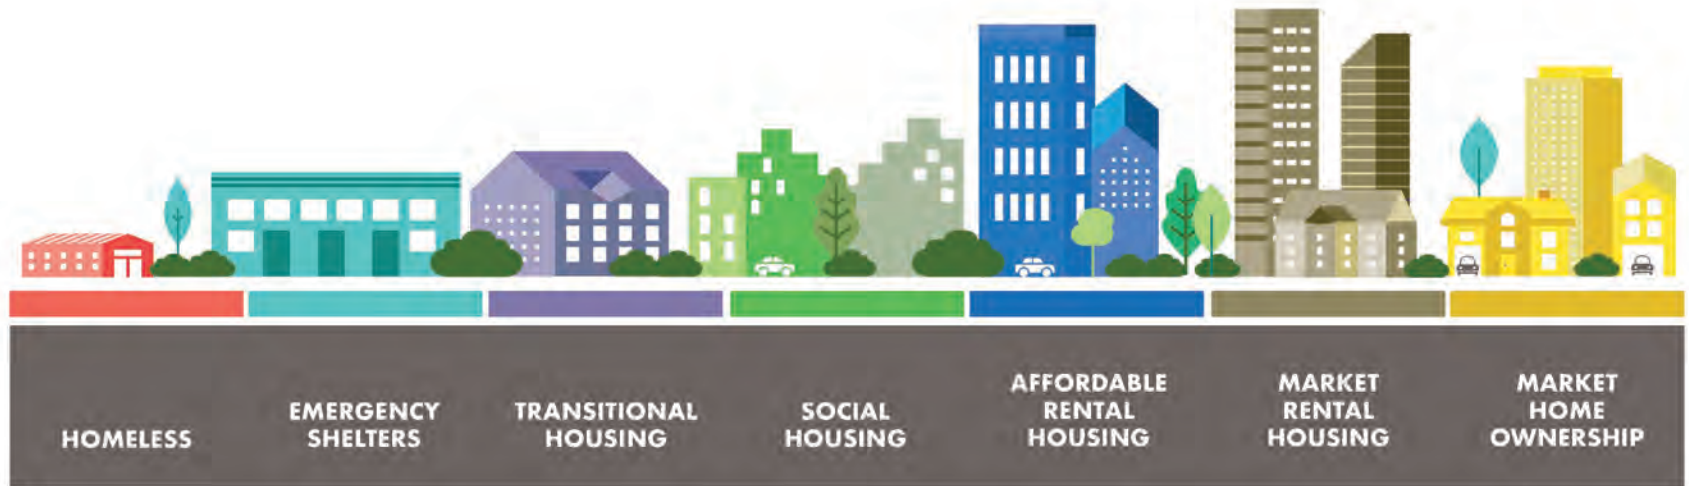 HOMELESS
EMERGENCY
SHELTERS
TRANSITIONAL
HOUSING
SOCIAL
HOUSING
AFFORDABLE
RENTAL
HOUSING
MARKET
RENTAL
HOUSING
MARKET
HOME
OWNERSHIP